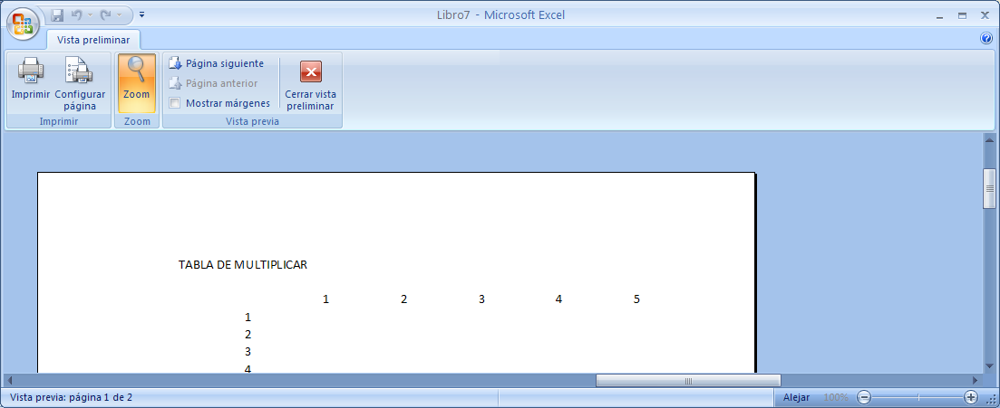 Libro7 - Microsoft Excel
Vista preliminar
Imprimir
Configurar
página
Imprimir
Zoom
Zoom
Página siguiente
Página anterior
Mostrar márgenes
Cerrar vista
preliminar
Vista previa
TABLA DE MULTIPLICAR
1 2 3 4 5
1
2
3
4
Vista previa: página 1 de 2
Alejar 100%